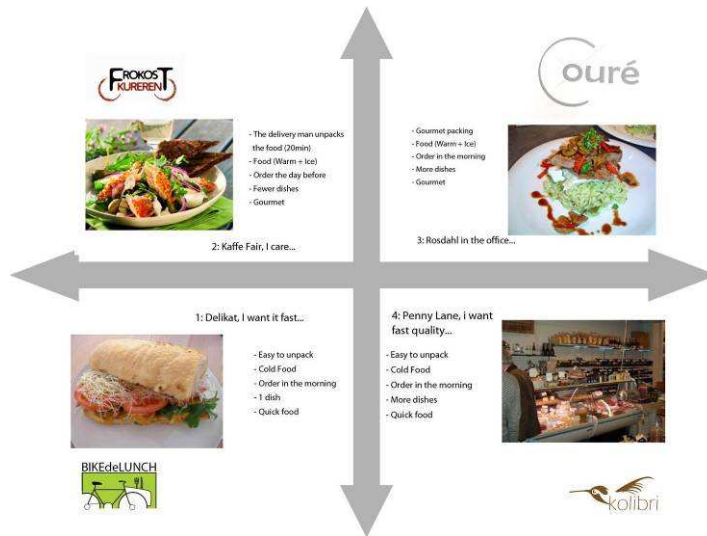 FROKOST
KUREREN
- The delivery man unpacks
the food (20min)
- Food (Warm + Ice)
- Order the day before
- Fewer dishes
- Gourmet
2: Kaffe Fair, I care...
Couré
- Gourmet packing
- Food (Warm + Ice)
- Order in the morning
- More dishes
- Gourmet
3: Rosdahl in the office...
1: Delikat, I want it fast...
- Easy to unpack
- Cold Food
- Order in the morning
- 1 dish
- Quick food
BIKEdeLUNCH
4: Penny Lane, i want
fast quality...
- Easy to unpack
- Cold Food
- Order in the morning
- More dishes
- Quick food
kolibri